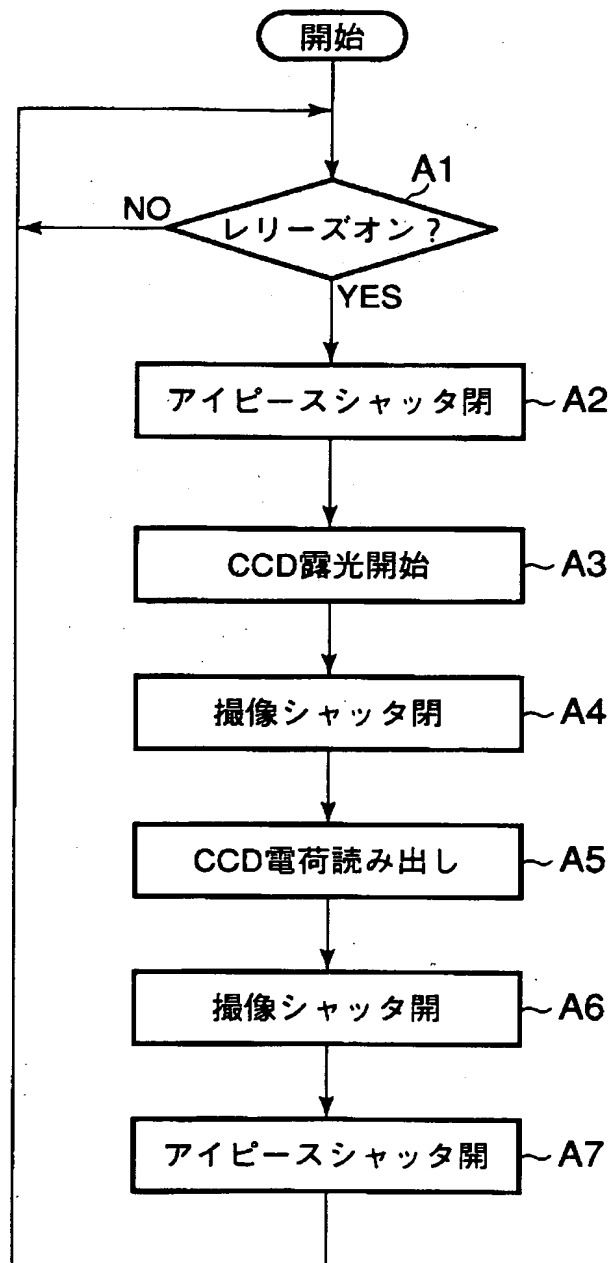 開始
A1
NO
レリーズオン?
YES
アイピースシャッタ閉
A2
CCD露光開始
A3
撮像シャッタ閉
A4
CCD電荷読み出し
A5
撮像シャッタ開
A6
アイピースシャッタ開
A7